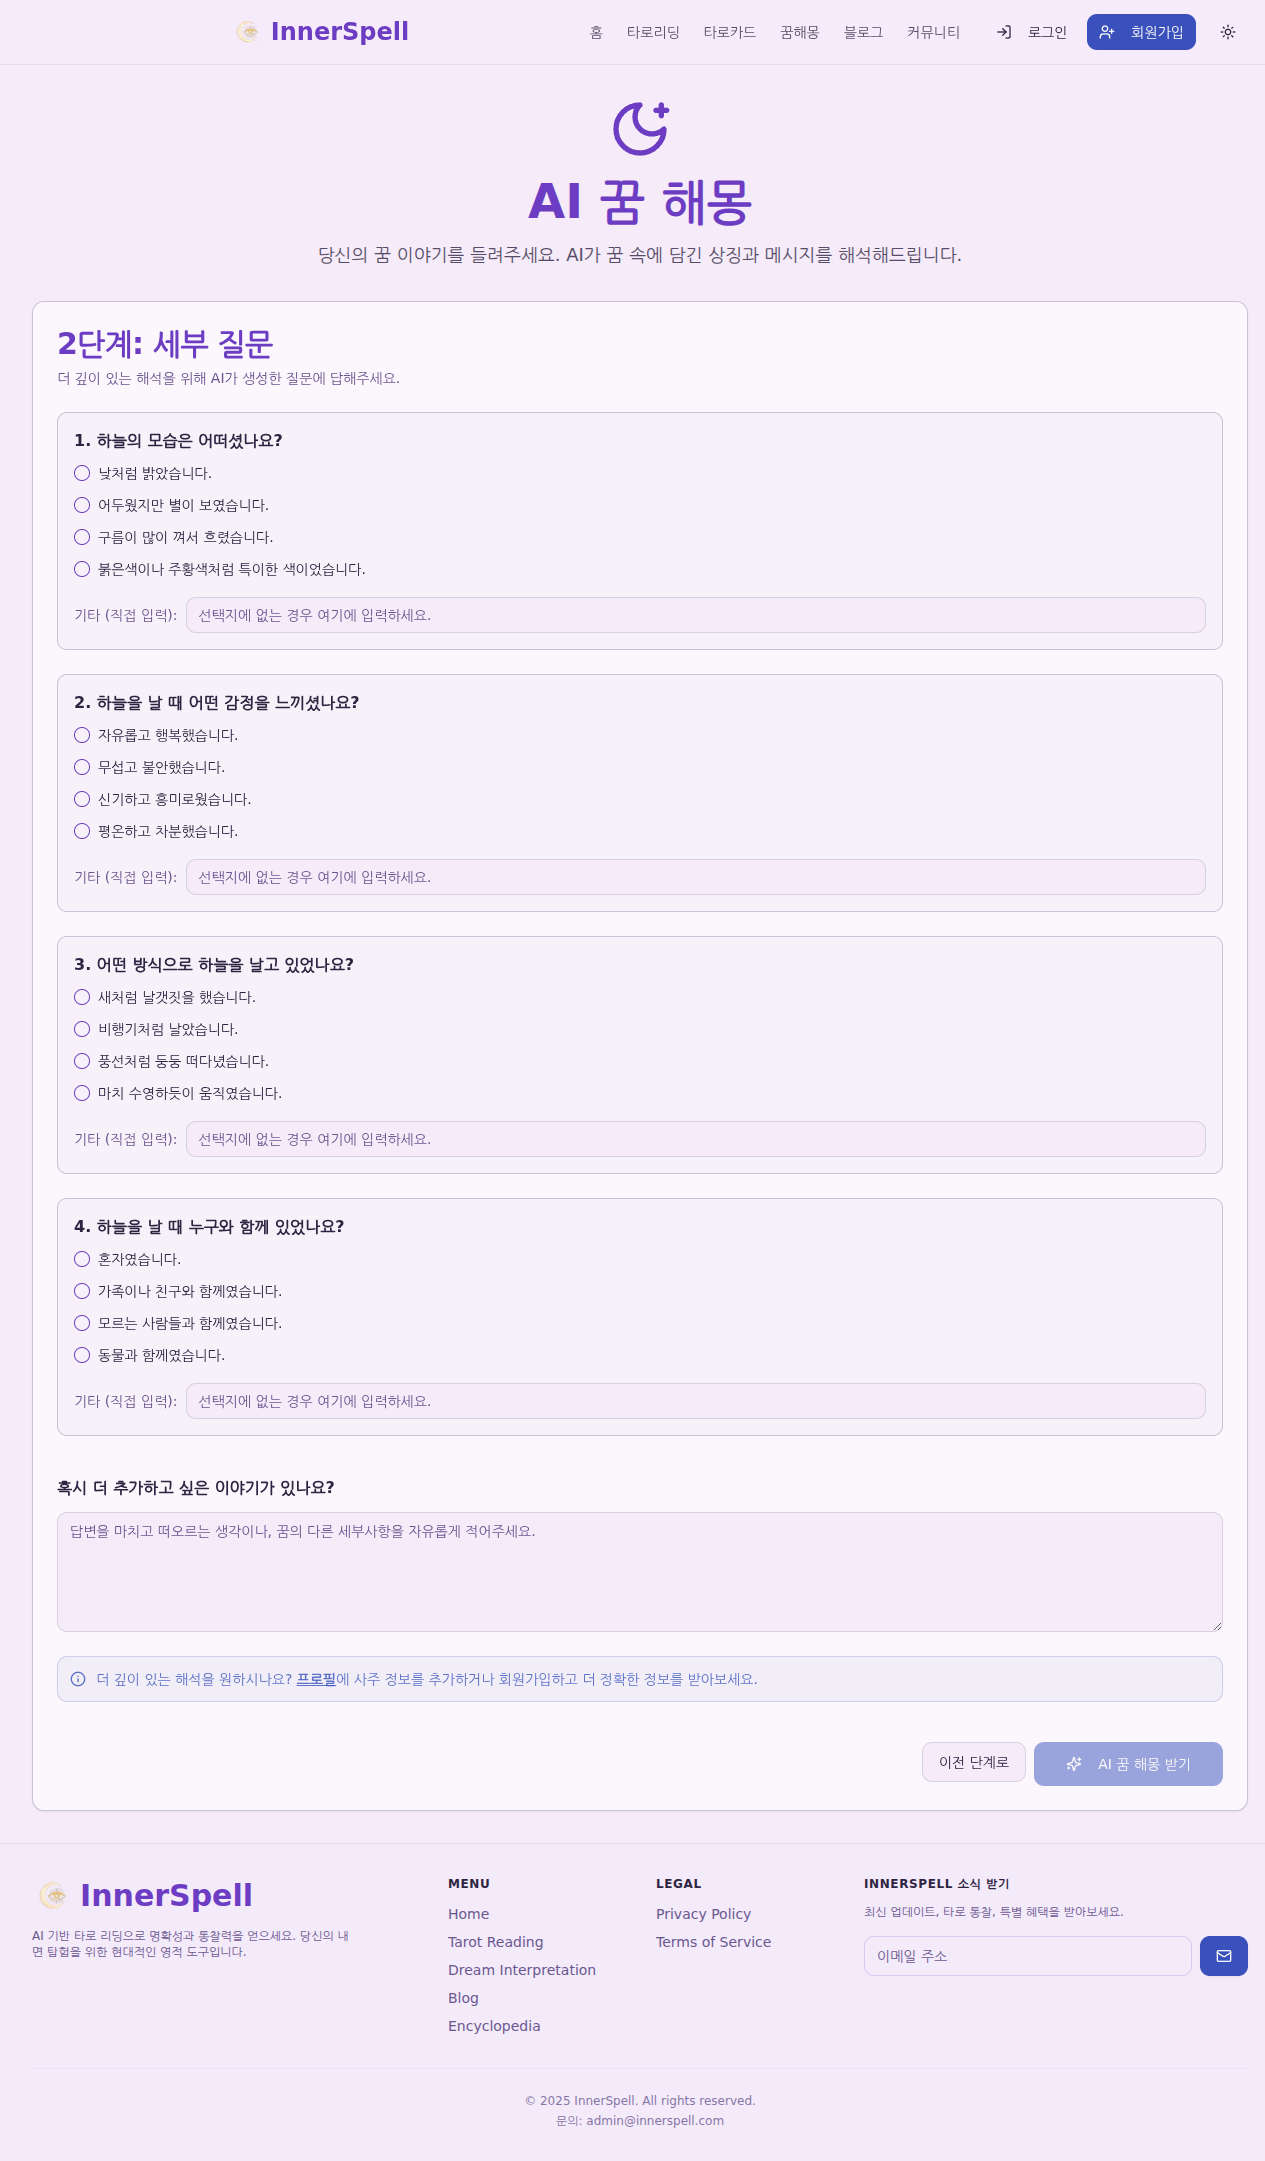 InnerSpell
홈 타로리딩 타로카드 꿈해몽 블로그 커뮤니티 로그인 회원가입
AI 꿈 해몽
당신의 꿈 이야기를 들려주세요. AI가 꿈 속에 담긴 상징과 메시지를 해석해드립니다.
2단계: 세부 질문
더 깊이 있는 해석을 위해 AI가 생성한 질문에 답해주세요.
1. 하늘의 모습은 어떠셨나요?
낮처럼 밝았습니다.
어두웠지만 별이 보였습니다.
구름이 많이 껴서 흐렸습니다.
붉은색이나 주황색처럼 특이한 색이었습니다.
기타 (직접 입력): 선택지에 없는 경우 여기에 입력하세요.
2. 하늘을 날 때 어떤 감정을 느끼셨나요?
자유롭고 행복했습니다.
무섭고 불안했습니다.
신기하고 흥미로웠습니다.
평온하고 차분했습니다.
기타 (직접 입력): 선택지에 없는 경우 여기에 입력하세요.
3. 어떤 방식으로 하늘을 날고 있었나요?
새처럼 날갯짓을 했습니다.
비행기처럼 날았습니다.
풍선처럼 둥둥 떠다녔습니다.
마치 수영하듯이 움직였습니다.
기타 (직접 입력): 선택지에 없는 경우 여기에 입력하세요.
4. 하늘을 날 때 누구와 함께 있었나요?
혼자였습니다.
가족이나 친구와 함께였습니다.
모르는 사람들과 함께였습니다.
동물과 함께였습니다.
기타 (직접 입력): 선택지에 없는 경우 여기에 입력하세요.
혹시 더 추가하고 싶은 이야기가 있나요?
답변을 마치고 떠오르는 생각이나, 꿈의 다른 세부사항을 자유롭게 적어주세요.
더 깊이 있는 해석을 원하시나요? 프로필에 사주 정보를 추가하거나 회원가입하고 더 정확한 정보를 받아보세요.
이전 단계로 AI 꿈 해몽 받기
InnerSpell
AI 기반 타로 리딩으로 명확성과 통찰력을 얻으세요. 당신의 내
면 탐험을 위한 현대적인 영적 도구입니다.
MENU
Home
Tarot Reading
Dream Interpretation
Blog
Encyclopedia
LEGAL
Privacy Policy
Terms of Service
INNERSPELL 소식 받기
최신 업데이트, 타로 통찰, 특별 혜택을 받아보세요.
이메일 주소
© 2025 InnerSpell. All rights reserved.
문의: admin@innerspell.com